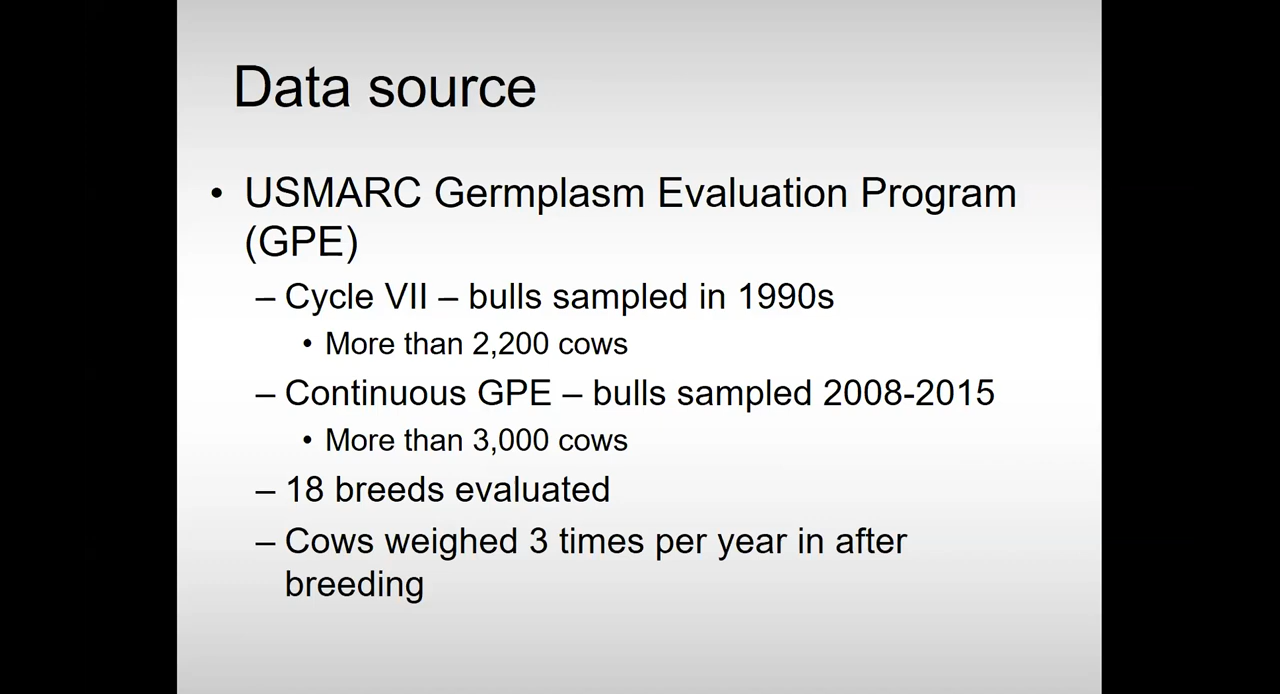 Data source
• USMARC Germplasm Evaluation Program
(GPE)
– Cycle VII – bulls sampled in 1990s
• More than 2,200 cows
– Continuous GPE – bulls sampled 2008-2015
• More than 3,000 cows
– 18 breeds evaluated
– Cows weighed 3 times per year in after
breeding